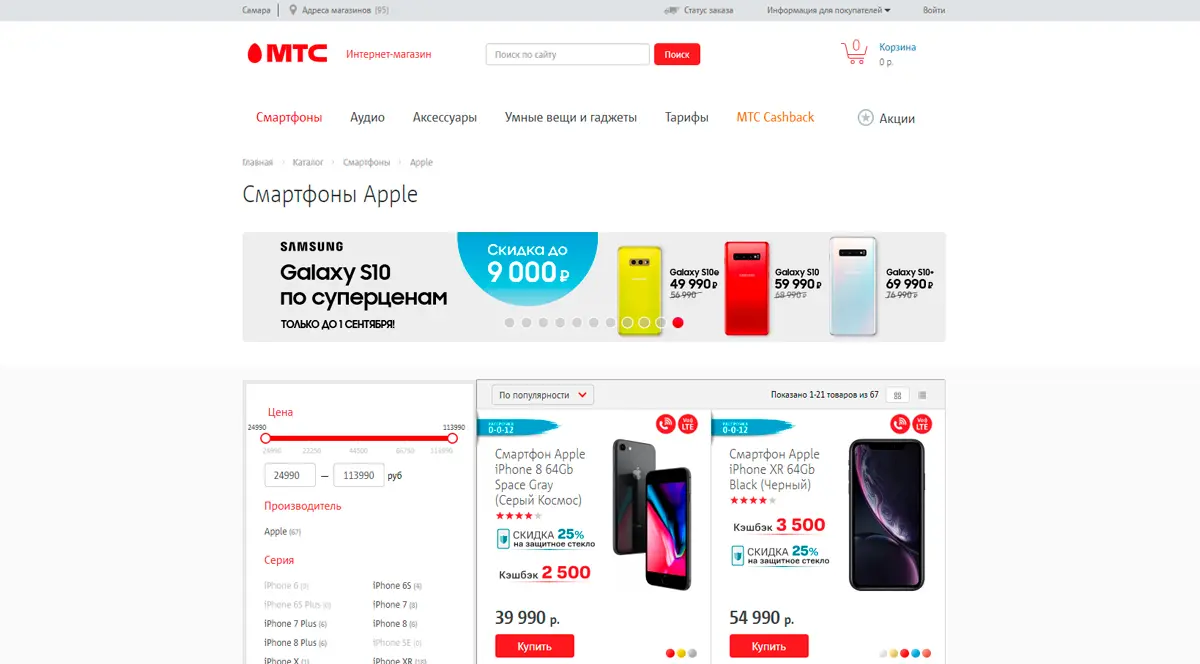 Самара Адреса магазинов (95) Статус заказа Информация для покупателей Войти
МТС Интернет-магазин Поиск по сайту Поиск 0 Корзина
0 р.
Смартфоны Аудио Аксессуары Умные вещи и гаджеты Тарифы МТС Cashback Акции
Главная Каталог Смартфоны Apple
Смартфоны Apple
SAMSUNG
Galaxy S10
по суперценам
ТОЛЬКО ДО 1 СЕНТЯБРЯ!
Скидка до
9 000 ₽
Galaxy S10e
49 990 ₽
56 990
Galaxy S10
59 990 ₽
68 990 ₽
Galaxy S10+
69 990 ₽
76 990 ₽
Цена
24990 113990
24990 22250 44300 84750 114996
24990 — 113990 руб
Производитель
Apple (67)
Серия
iPhone 6 (0) iPhone 6S (4)
iPhone 6S Plus (0) iPhone 7 (8)
iPhone 7 Plus (6) iPhone 8 (6)
iPhone 8 Plus (6) iPhone SE (0)
iPhone X (1) iPhone XR (18)
По популярности Показано 1-21 товаров из 67
0-0-12
LTE
Смартфон Apple
iPhone 8 64Gb
Space Gray
(Серый Космос)
СКИДКА 25%
на защитное стекло
Кэшбэк 2 500
39 990 р.
Купить
0-0-12
LTE
Смартфон Apple
iPhone XR 64Gb
Black (Черный)
Кэшбэк 3 500
СКИДКА 25%
на защитное стекло
54 990 р.
Купить